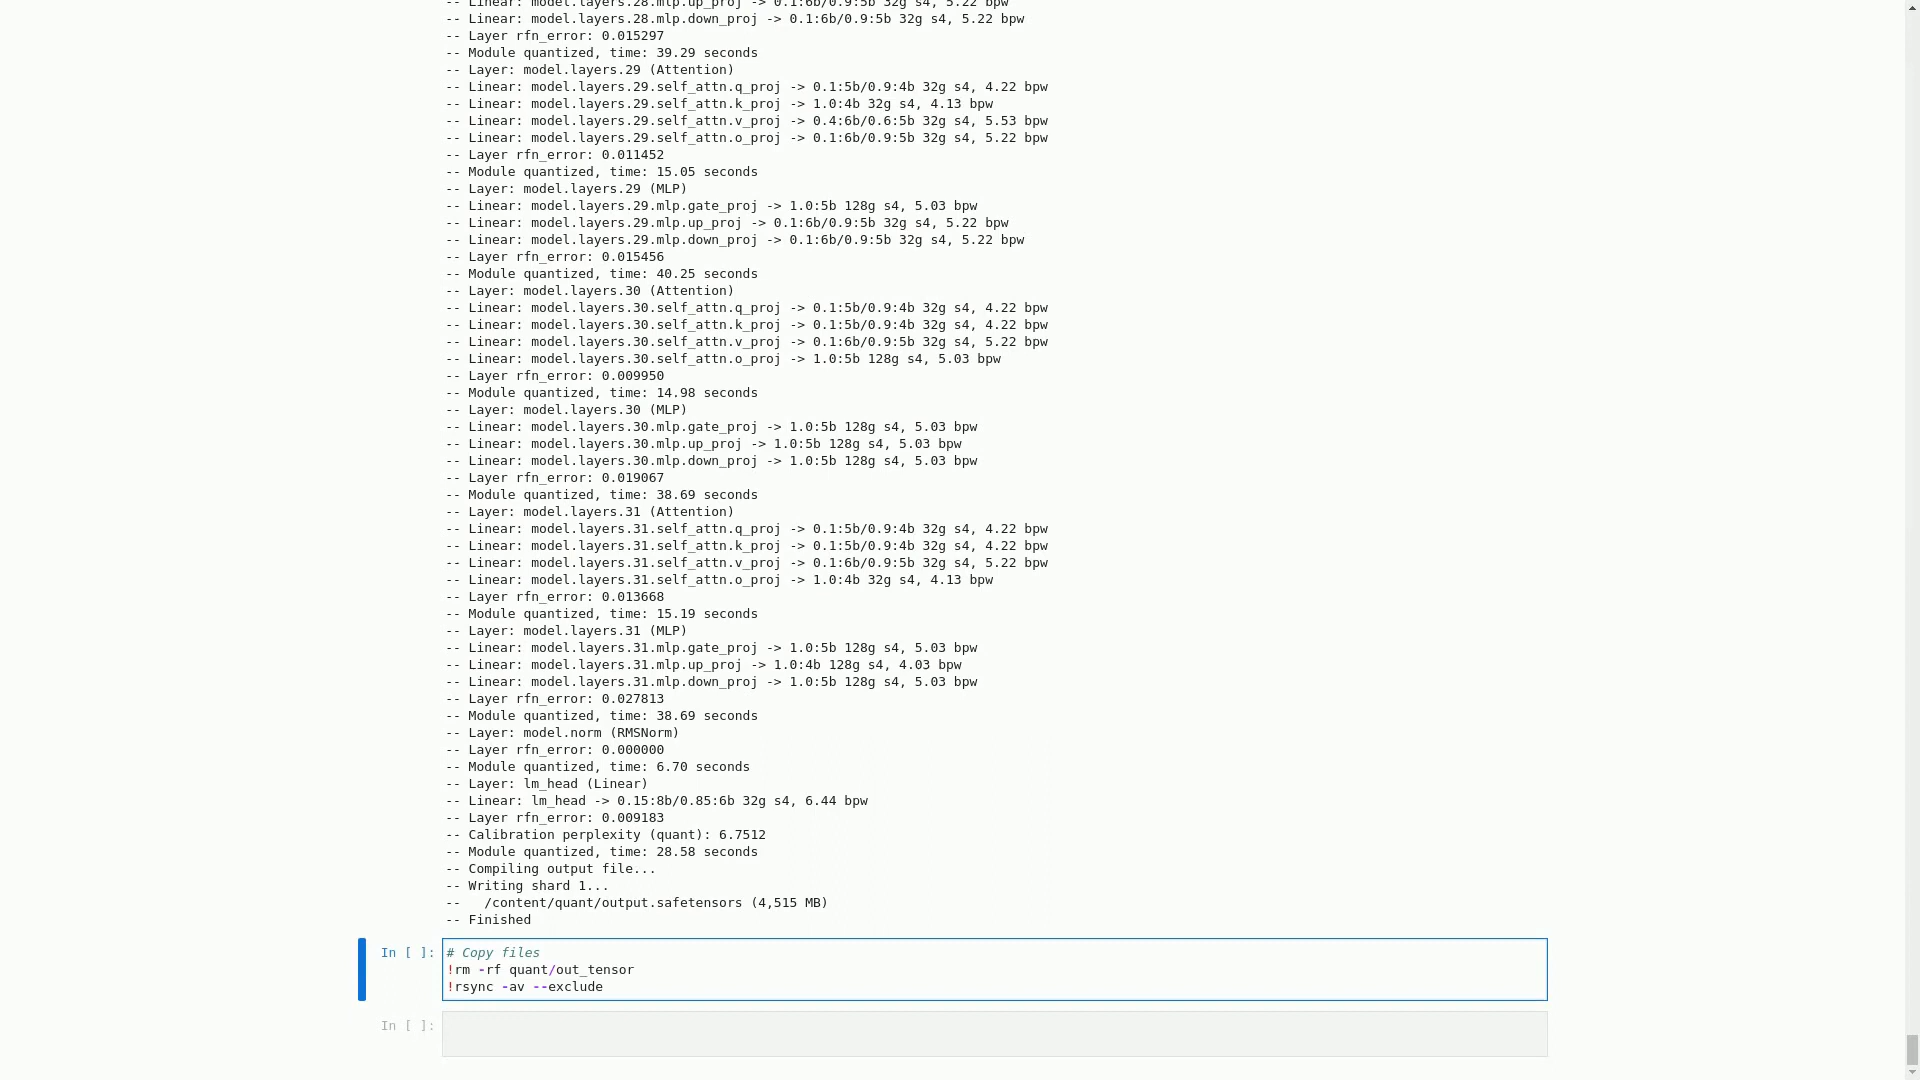 -- Linear: model.layers.28.mlp.up_proj -> 0.1:6b/0.9:5b 32g s4, 5.22 bpw
-- Linear: model.layers.28.mlp.down_proj -> 0.1:6b/0.9:5b 32g s4, 5.22 bpw
-- Layer rfn_error: 0.015297
-- Module quantized, time: 39.29 seconds
-- Layer: model.layers.29 (Attention)
-- Linear: model.layers.29.self_attn.q_proj -> 0.1:5b/0.9:4b 32g s4, 4.22 bpw
-- Linear: model.layers.29.self_attn.k_proj -> 1.0:4b 32g s4, 4.13 bpw
-- Linear: model.layers.29.self_attn.v_proj -> 0.4:6b/0.6:5b 32g s4, 5.53 bpw
-- Linear: model.layers.29.self_attn.o_proj -> 0.1:6b/0.9:5b 32g s4, 5.22 bpw
-- Layer rfn_error: 0.011452
-- Module quantized, time: 15.05 seconds
-- Layer: model.layers.29 (MLP)
-- Linear: model.layers.29.mlp.gate_proj -> 1.0:5b 128g s4, 5.03 bpw
-- Linear: model.layers.29.mlp.up_proj -> 0.1:6b/0.9:5b 32g s4, 5.22 bpw
-- Linear: model.layers.29.mlp.down_proj -> 0.1:6b/0.9:5b 32g s4, 5.22 bpw
-- Layer rfn_error: 0.015456
-- Module quantized, time: 40.25 seconds
-- Layer: model.layers.30 (Attention)
-- Linear: model.layers.30.self_attn.q_proj -> 0.1:5b/0.9:4b 32g s4, 4.22 bpw
-- Linear: model.layers.30.self_attn.k_proj -> 0.1:5b/0.9:4b 32g s4, 4.22 bpw
-- Linear: model.layers.30.self_attn.v_proj -> 0.1:6b/0.9:5b 32g s4, 5.22 bpw
-- Linear: model.layers.30.self_attn.o_proj -> 1.0:5b 128g s4, 5.03 bpw
-- Layer rfn_error: 0.009950
-- Module quantized, time: 14.98 seconds
-- Layer: model.layers.30 (MLP)
-- Linear: model.layers.30.mlp.gate_proj -> 1.0:5b 128g s4, 5.03 bpw
-- Linear: model.layers.30.mlp.up_proj -> 1.0:5b 128g s4, 5.03 bpw
-- Linear: model.layers.30.mlp.down_proj -> 1.0:5b 128g s4, 5.03 bpw
-- Layer rfn_error: 0.019067
-- Module quantized, time: 38.69 seconds
-- Layer: model.layers.31 (Attention)
-- Linear: model.layers.31.self_attn.q_proj -> 0.1:5b/0.9:4b 32g s4, 4.22 bpw
-- Linear: model.layers.31.self_attn.k_proj -> 0.1:5b/0.9:4b 32g s4, 4.22 bpw
-- Linear: model.layers.31.self_attn.v_proj -> 0.1:6b/0.9:5b 32g s4, 5.22 bpw
-- Linear: model.layers.31.self_attn.o_proj -> 1.0:4b 32g s4, 4.13 bpw
-- Layer rfn_error: 0.013668
-- Module quantized, time: 15.19 seconds
-- Layer: model.layers.31 (MLP)
-- Linear: model.layers.31.mlp.gate_proj -> 1.0:5b 128g s4, 5.03 bpw
-- Linear: model.layers.31.mlp.up_proj -> 1.0:4b 128g s4, 4.03 bpw
-- Linear: model.layers.31.mlp.down_proj -> 1.0:5b 128g s4, 5.03 bpw
-- Layer rfn_error: 0.027813
-- Module quantized, time: 38.69 seconds
-- Layer: model.norm (RMSNorm)
-- Layer rfn_error: 0.000000
-- Module quantized, time: 6.70 seconds
-- Layer: lm_head (Linear)
-- Linear: lm_head -> 0.15:8b/0.85:6b 32g s4, 6.44 bpw
-- Layer rfn_error: 0.009183
-- Calibration perplexity (quant): 6.7512
-- Module quantized, time: 28.58 seconds
-- Compiling output file...
-- Writing shard 1...
--   /content/quant/output.safetensors (4,515 MB)
-- Finished
In [ ]: # Copy files
!rm -rf quant/out_tensor
!rsync -av --exclude
In [ ]: